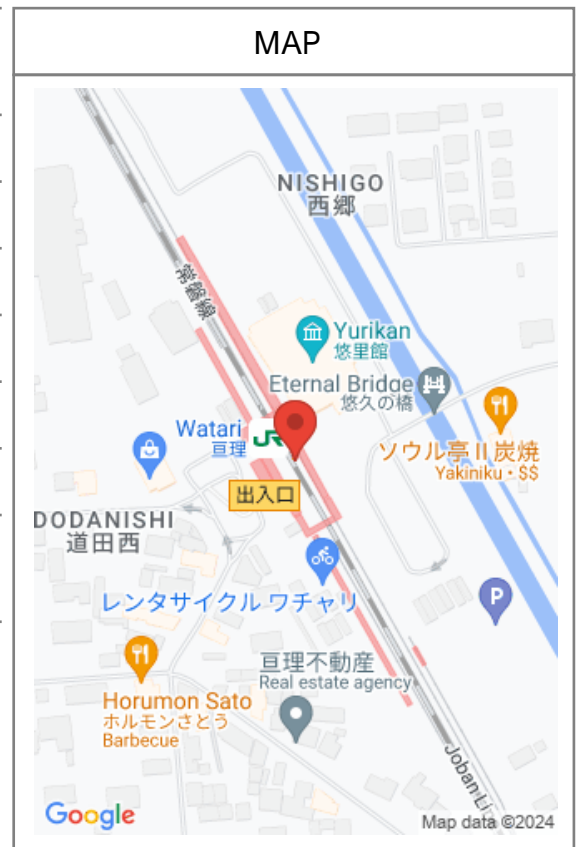 MAP
NISHIGO
西郷
常磐線
Yurikan
悠里館
Eternal Bridge
悠久の橋
Watari
亘理
JR
ソウル亭Ⅱ炭焼
Yakiniku・$$
出入口
DODANISHI
道田西
レンタサイクル ワチャリ
P
亘理不動産
Real estate agency
Horumon Sato
ホルモンさとう
Barbecue
Joban Li
Google
Map data ©2024